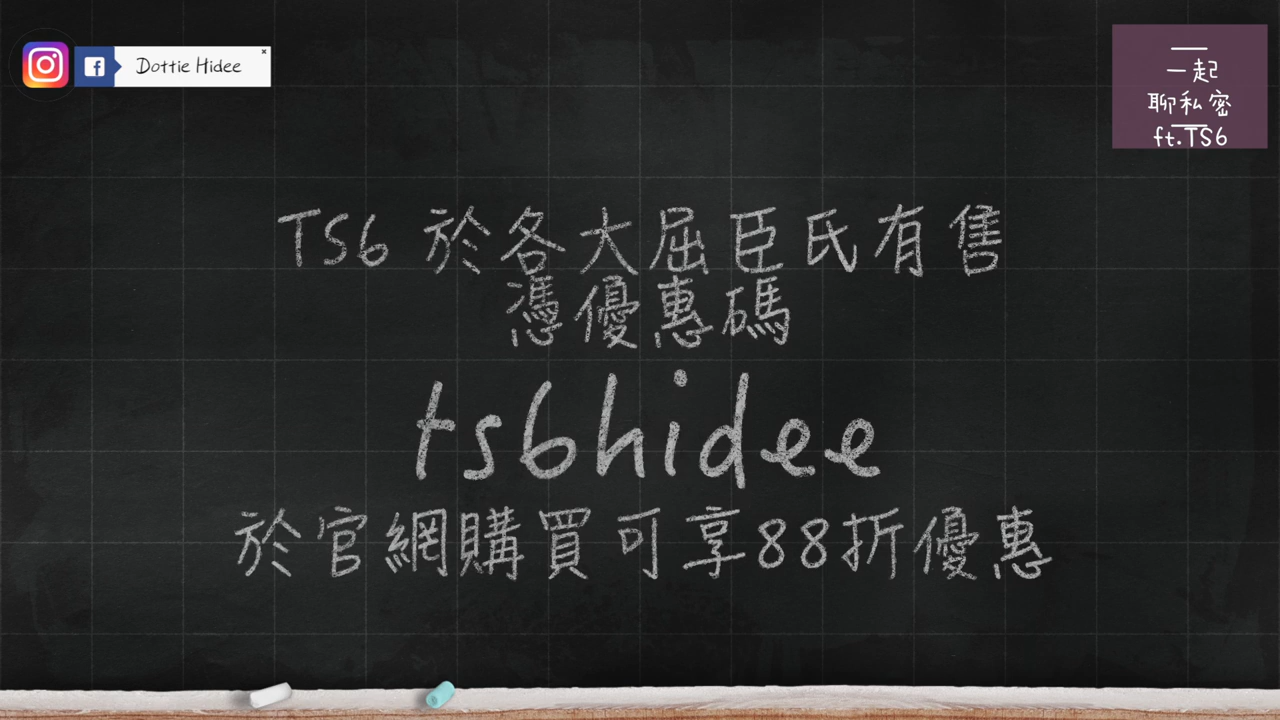 Dottie Hidee
一起
聊私密
ft.TS6
TS6 於各大屈臣氏有售
憑優惠碼
ts6hidee
於官網購買可享88折優惠